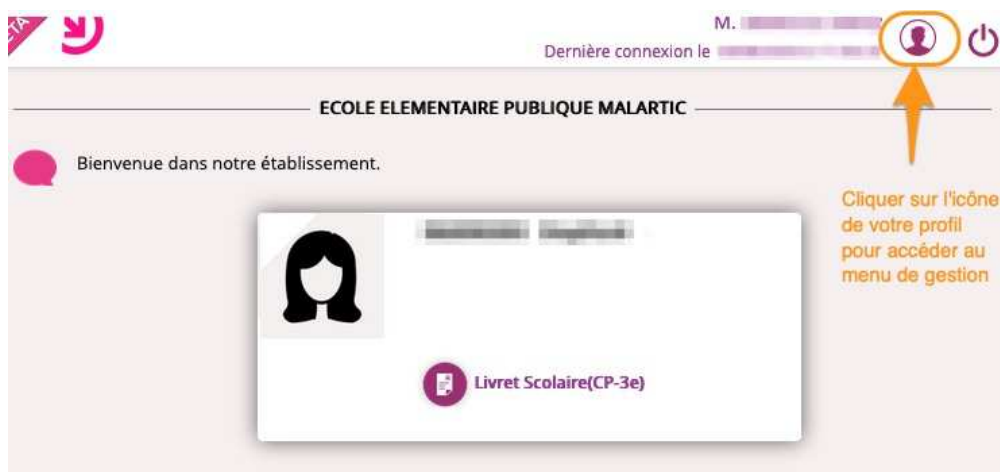 M.
Dernière connexion le
ECOLE ELEMENTAIRE PUBLIQUE MALARTIC
Bienvenue dans notre établissement.
Cliquer sur l'icône
de votre profil
pour accéder au
menu de gestion
Livret Scolaire(CP-3e)